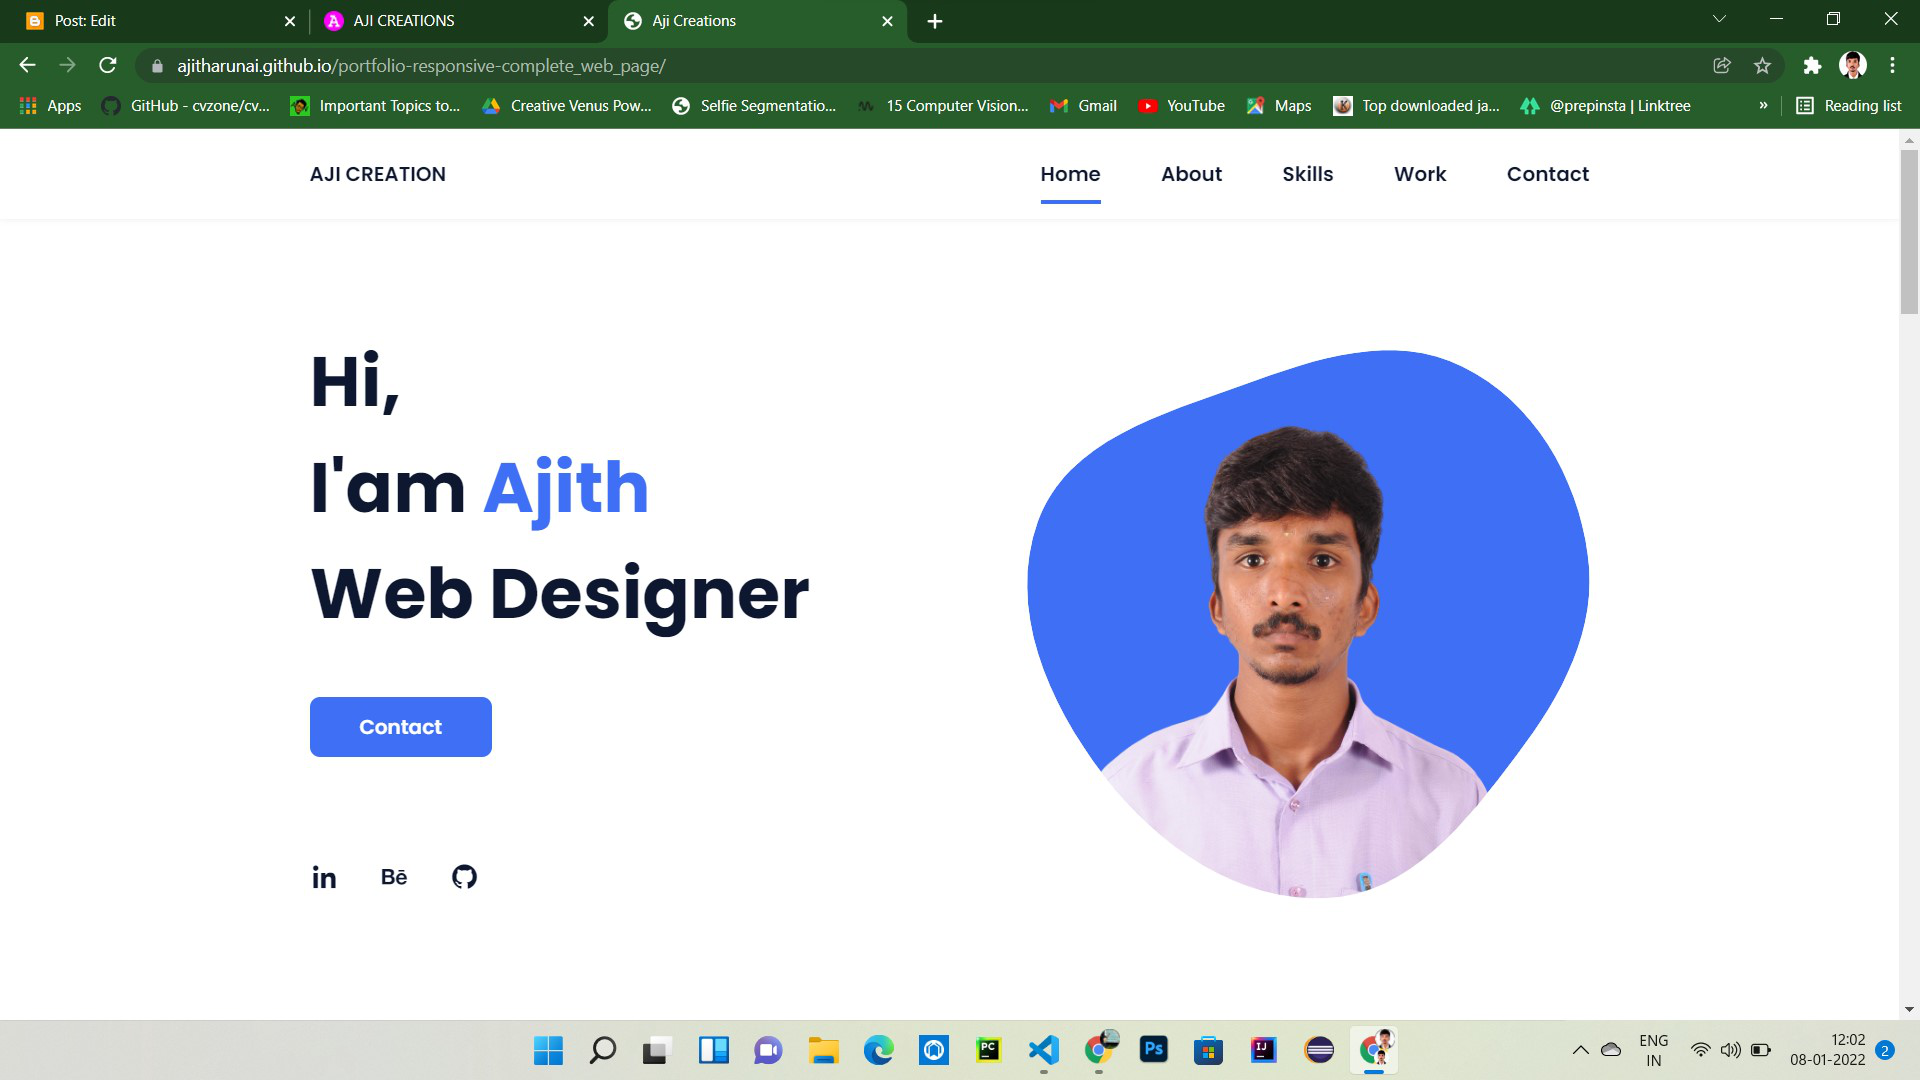 Post: Edit
AJI CREATIONS
Aji Creations
ajitharunai.github.io/portfolio-responsive-complete_web_page/
Apps
GitHub - cvzone/cv...
Important Topics to...
Creative Venus Pow...
Selfie Segmentatio...
15 Computer Vision...
Gmail
YouTube
Maps
Top downloaded ja...
@prepinsta | Linktree
»
Reading list
AJI CREATION
Home
About
Skills
Work
Contact
Hi,
I'am Ajith
Web Designer
Contact
in
Bē
PC
Ps
IJ
ENG
IN
12:02
08-01-2022
2